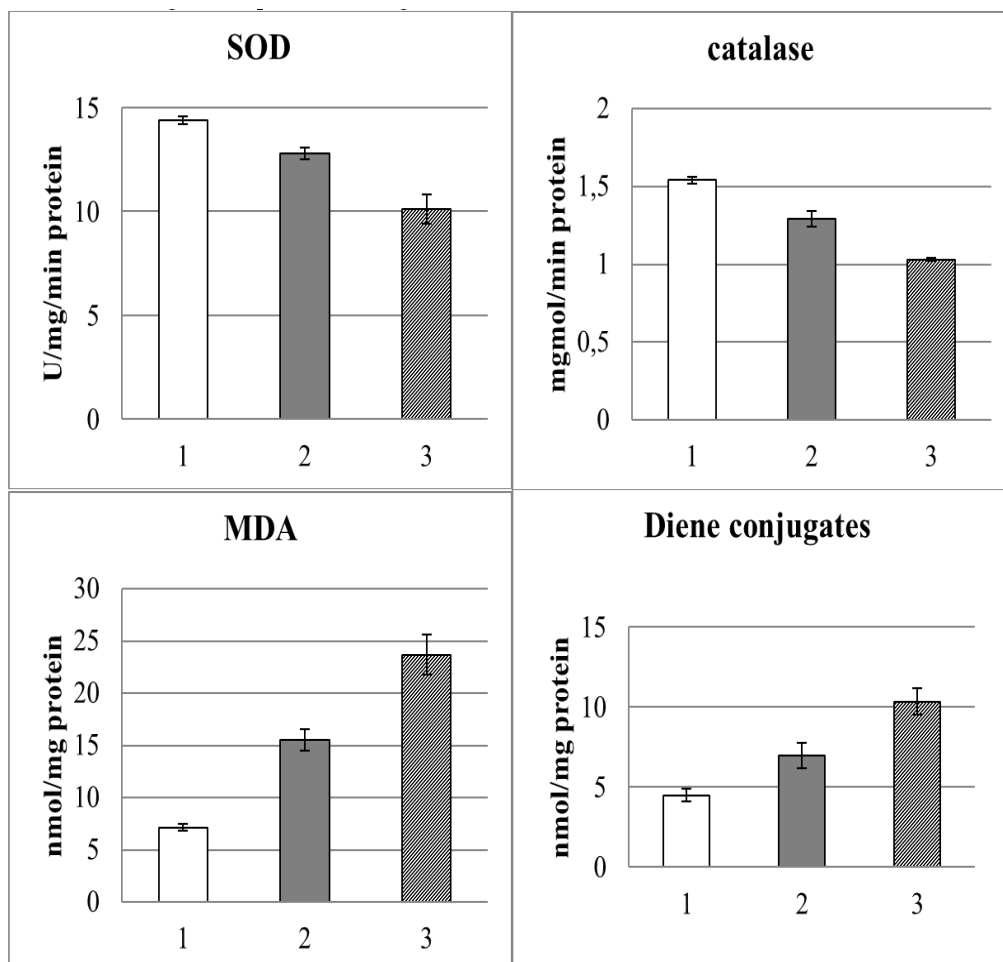 SOD
U/mg/min protein
15
10
5
0
1 2 3
catalase
mgmol/min protein
2
1,5
1
0,5
0
1 2 3
MDA
nmol/mg protein
30
25
20
15
10
5
0
1 2 3
Diene conjugates
nmol/mg protein
15
10
5
0
1 2 3